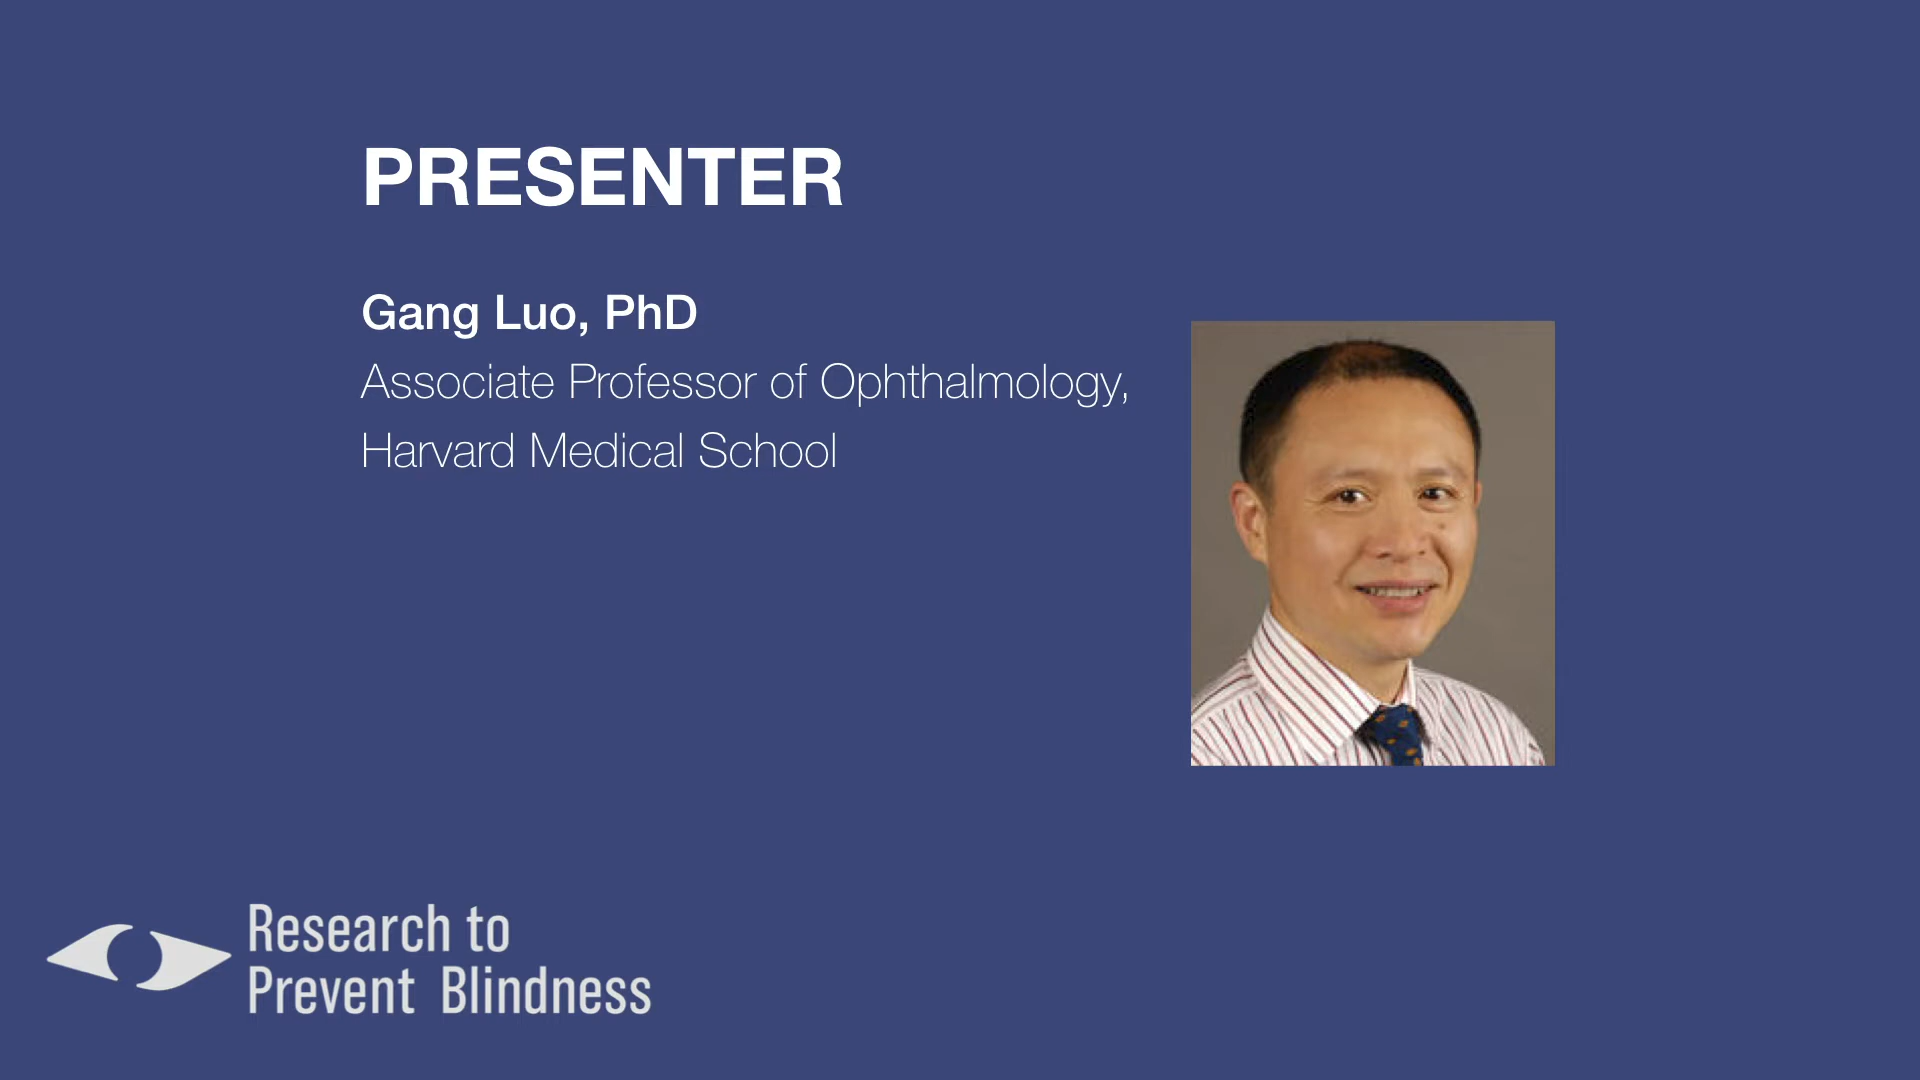 PRESENTER
Gang Luo, PhD
Associate Professor of Ophthalmology,
Harvard Medical School
Research to
Prevent Blindness